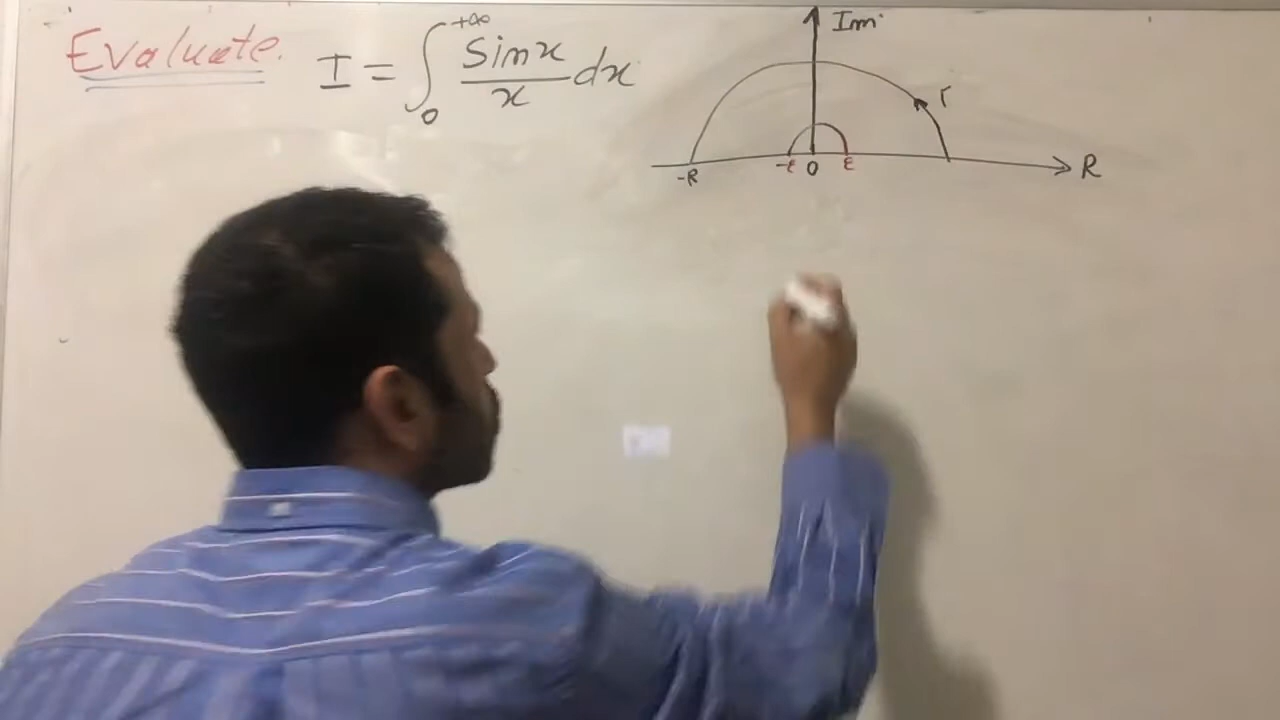 Evaluate. I = ∫₀^{+∞} sinx/x dx
Im
Γ
-R -ε 0 ε R